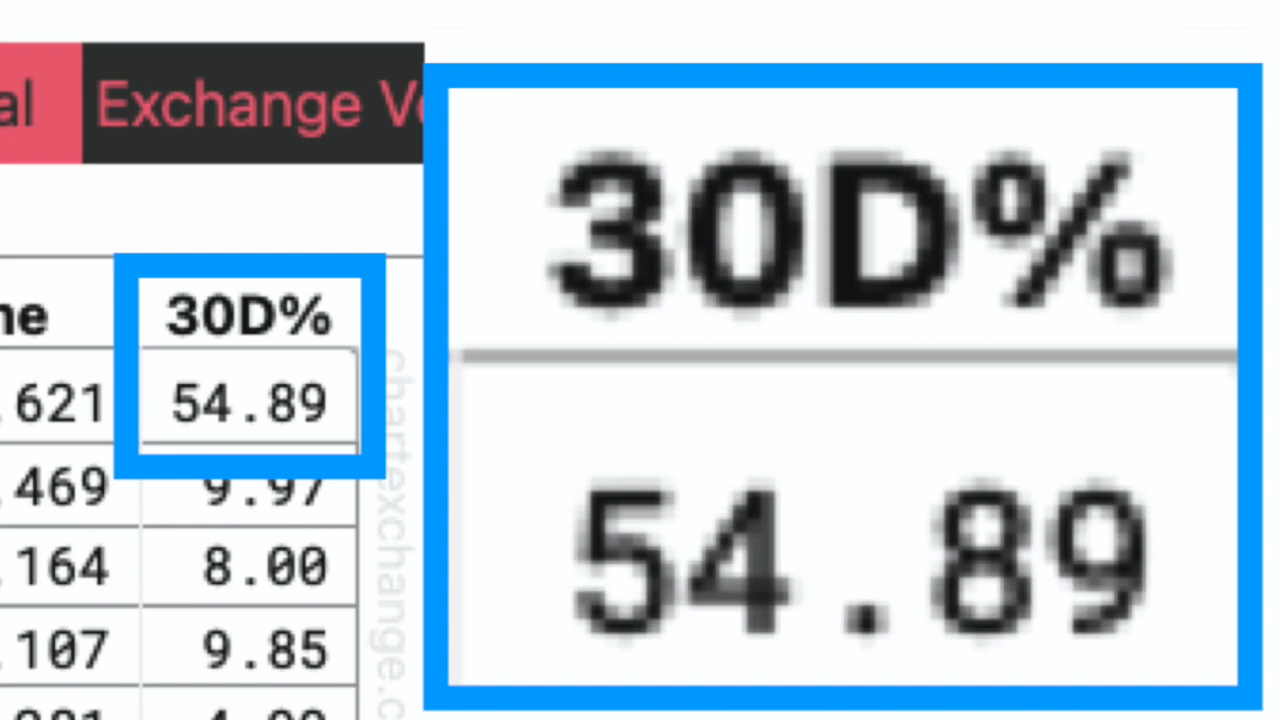 al Exchange Vo
30D%
54.89
ne 30D%
.621 54.89
.469 9.97
.164 8.00
.107 9.85
chartexchange.c